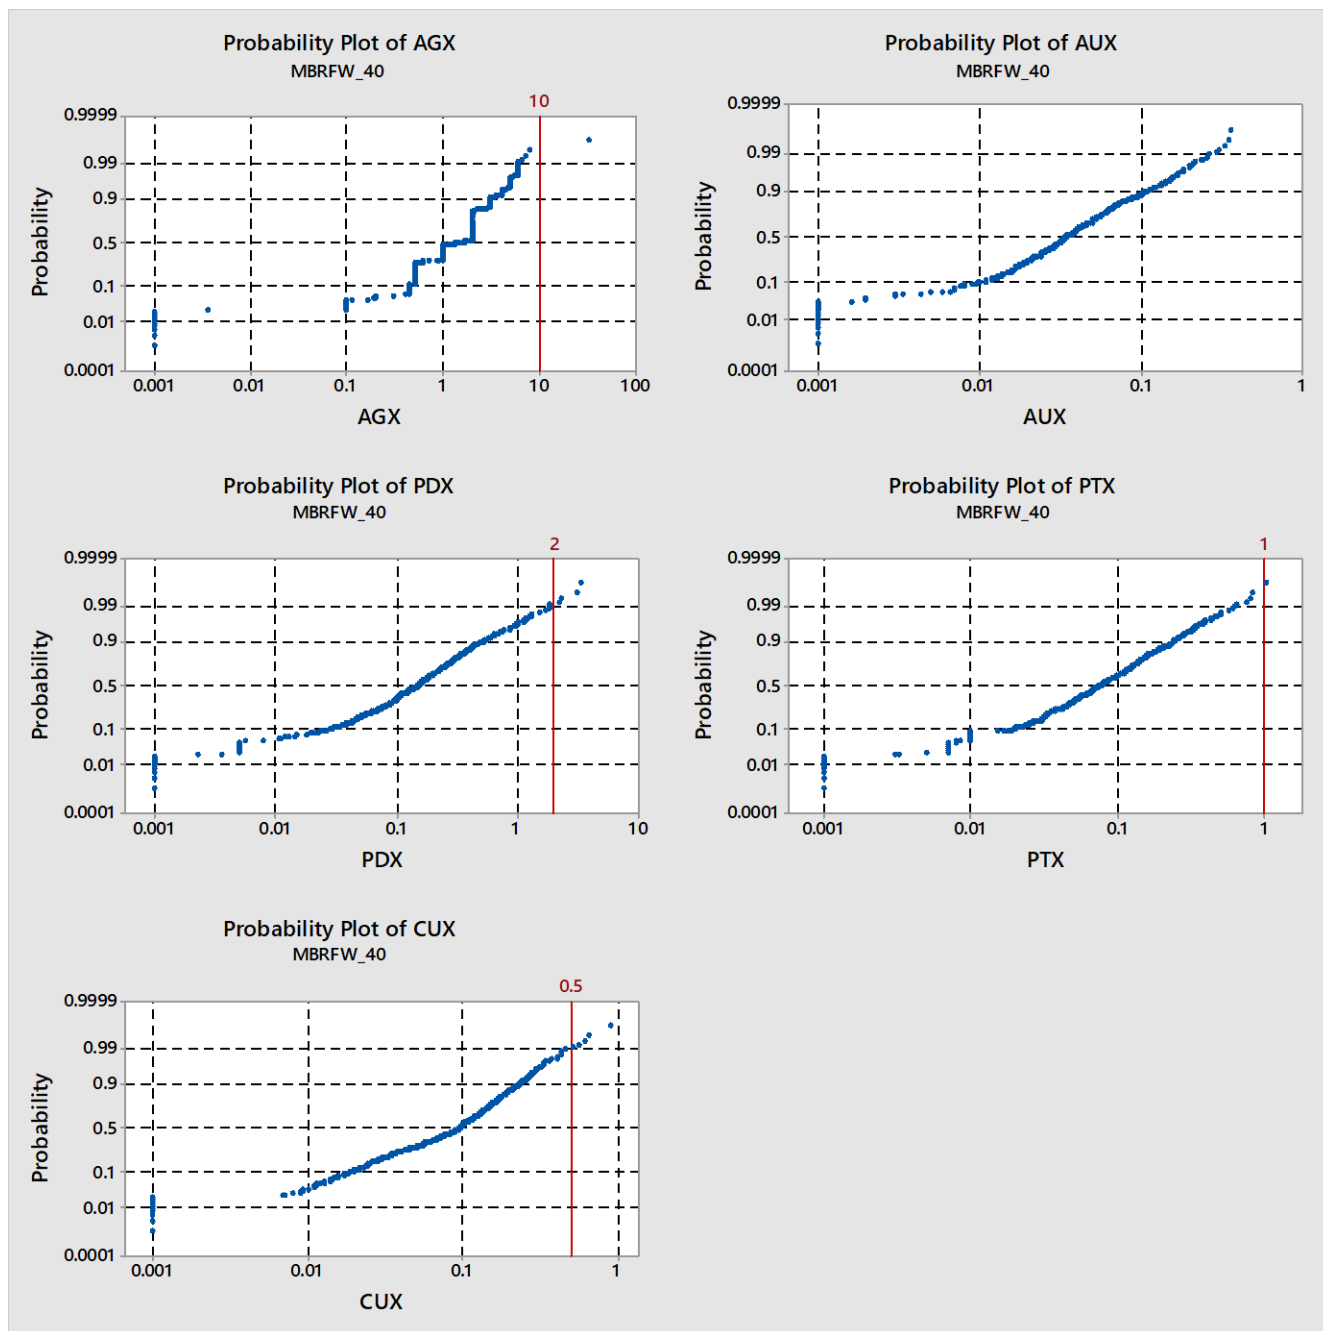 Probability Plot of AGX
MBRFW_40
10
0.9999
0.99
0.9
0.5
0.1
0.01
0.0001
Probability
0.001 0.01 0.1 1 10 100
AGX
Probability Plot of AUX
MBRFW_40
0.9999
0.99
0.9
0.5
0.1
0.01
0.0001
Probability
0.001 0.01 0.1 1
AUX
Probability Plot of PDX
MBRFW_40
2
0.9999
0.99
0.9
0.5
0.1
0.01
0.0001
Probability
0.001 0.01 0.1 1 10
PDX
Probability Plot of PTX
MBRFW_40
1
0.9999
0.99
0.9
0.5
0.1
0.01
0.0001
Probability
0.001 0.01 0.1 1
PTX
Probability Plot of CUX
MBRFW_40
0.5
0.9999
0.99
0.9
0.5
0.1
0.01
0.0001
Probability
0.001 0.01 0.1 1
CUX